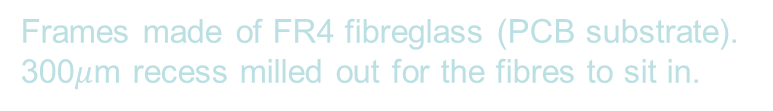 Frames made of FR4 fibreglass (PCB substrate).
300μm recess milled out for the fibres to sit in.